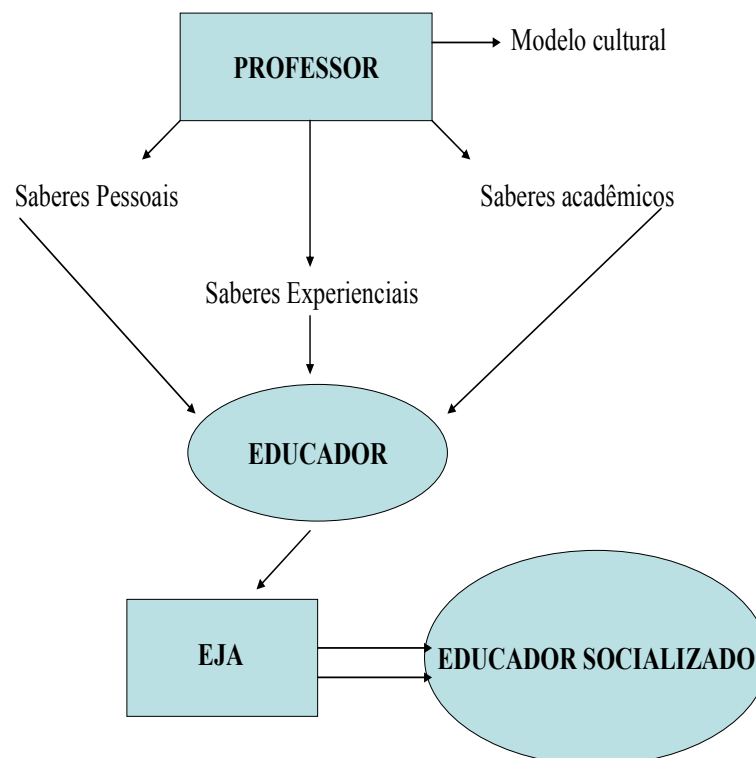 Modelo cultural
PROFESSOR
Saberes Pessoais
Saberes acadêmicos
Saberes Experienciais
EDUCADOR
EJA
EDUCADOR SOCIALIZADO